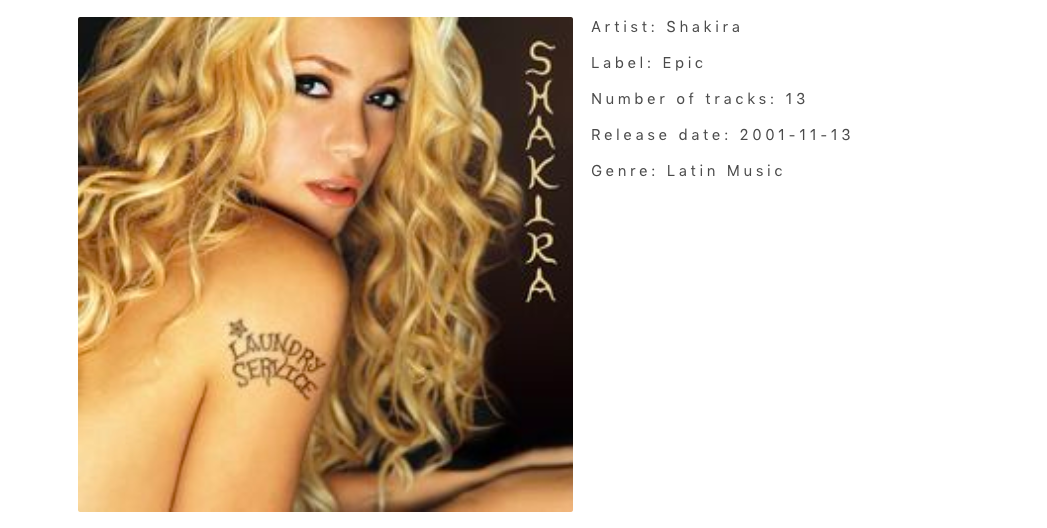 SHAKIRA
LAUNDRY
SERVICE
Artist: Shakira
Label: Epic
Number of tracks: 13
Release date: 2001-11-13
Genre: Latin Music